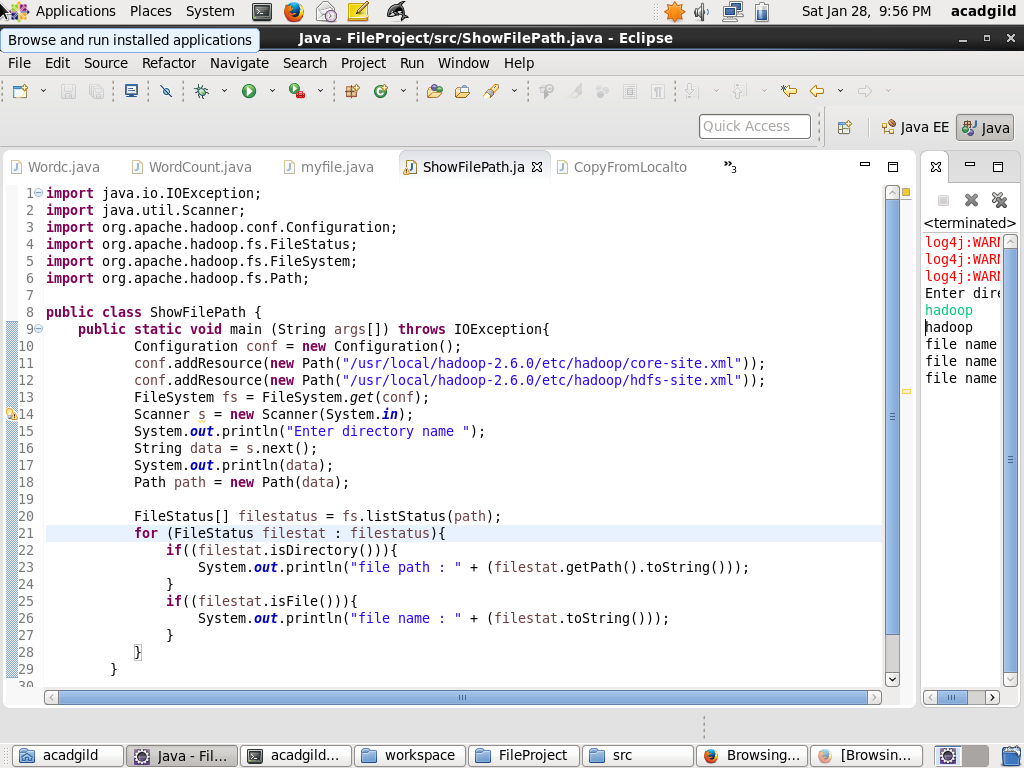 Applications Places System Sat Jan 28, 9:56 PM acadgild
Browse and run installed applications
Java - FileProject/src/ShowFilePath.java - Eclipse
File Edit Source Refactor Navigate Search Project Run Window Help
Quick Access Java EE Java
Wordc.java WordCount.java myfile.java ShowFilePath.ja CopyFromLocalto »3
1 import java.io.IOException;
2 import java.util.Scanner;
3 import org.apache.hadoop.conf.Configuration;
4 import org.apache.hadoop.fs.FileStatus;
5 import org.apache.hadoop.fs.FileSystem;
6 import org.apache.hadoop.fs.Path;
7
8 public class ShowFilePath {
9 public static void main (String args[]) throws IOException{
10 Configuration conf = new Configuration();
11 conf.addResource(new Path("/usr/local/hadoop-2.6.0/etc/hadoop/core-site.xml"));
12 conf.addResource(new Path("/usr/local/hadoop-2.6.0/etc/hadoop/hdfs-site.xml"));
13 FileSystem fs = FileSystem.get(conf);
14 Scanner s = new Scanner(System.in);
15 System.out.println("Enter directory name ");
16 String data = s.next();
17 System.out.println(data);
18 Path path = new Path(data);
19
20 FileStatus[] filestatus = fs.listStatus(path);
21 for (FileStatus filestat : filestatus){
22 if((filestat.isDirectory())){
23 System.out.println("file path : " + (filestat.getPath().toString()));
24 }
25 if((filestat.isFile())){
26 System.out.println("file name : " + (filestat.toString()));
27 }
28 }
29 }
30
<terminated>
log4j:WARN
log4j:WARN
log4j:WARN
Enter dire
hadoop
hadoop
file name
file name
file name
acadgild Java - Fil... acadgild... workspace FileProject src Browsing... [Browsin...